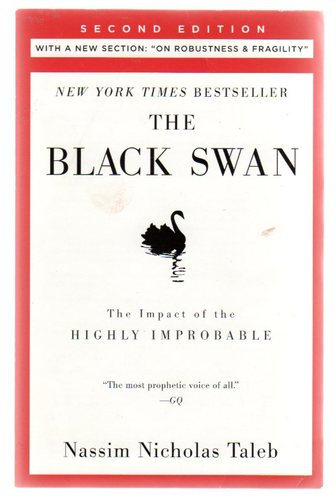 SECOND EDITION
WITH A NEW SECTION: "ON ROBUSTNESS & FRAGILITY"
NEW YORK TIMES BESTSELLER
THE
BLACK SWAN
The Impact of the
HIGHLY IMPROBABLE
"The most prophetic voice of all."
—GQ
Nassim Nicholas Taleb